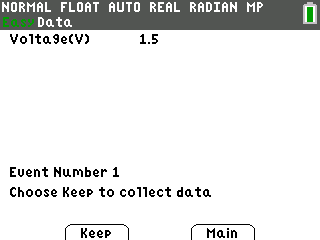 NORMAL FLOAT AUTO REAL RADIAN MP
EasyData
Voltage(V) 1.5
Event Number 1
Choose Keep to collect data
Keep Main